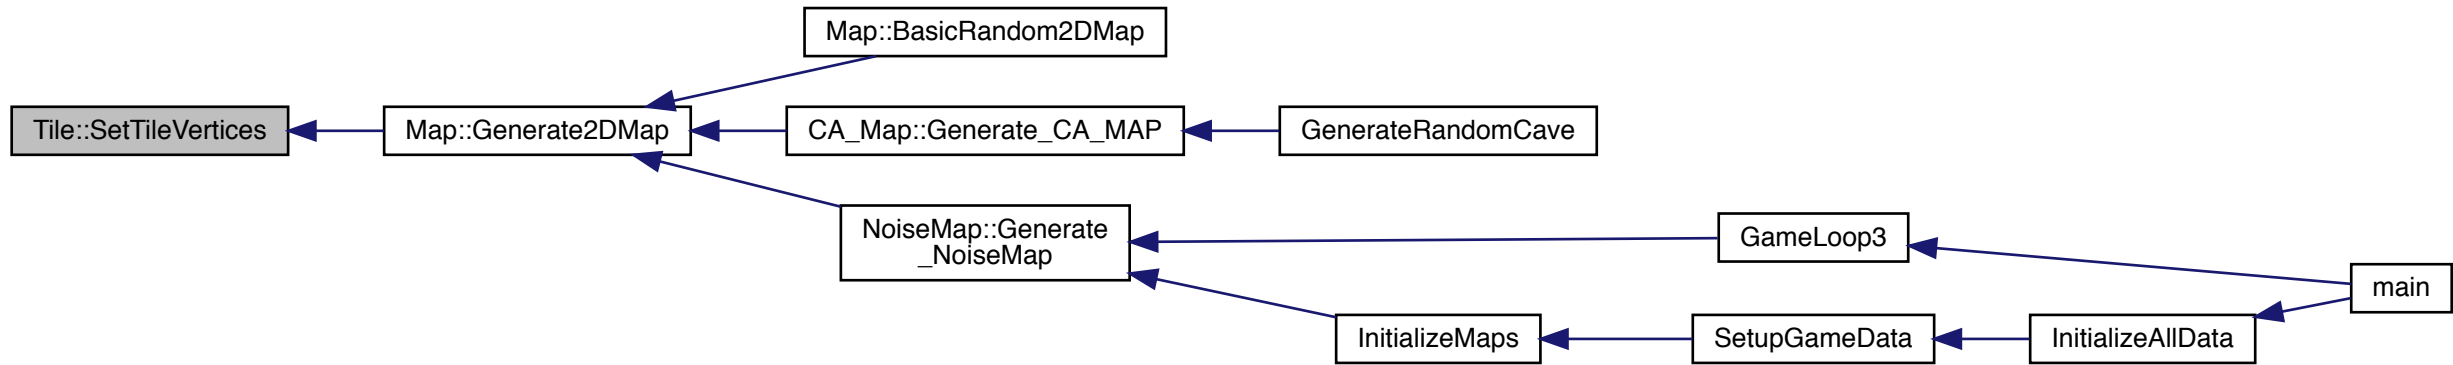 Map::BasicRandom2DMap
Tile::SetTileVertices
Map::Generate2DMap
CA_Map::Generate_CA_MAP
GenerateRandomCave
NoiseMap::Generate
_NoiseMap
GameLoop3
main
InitializeMaps
SetupGameData
InitializeAllData